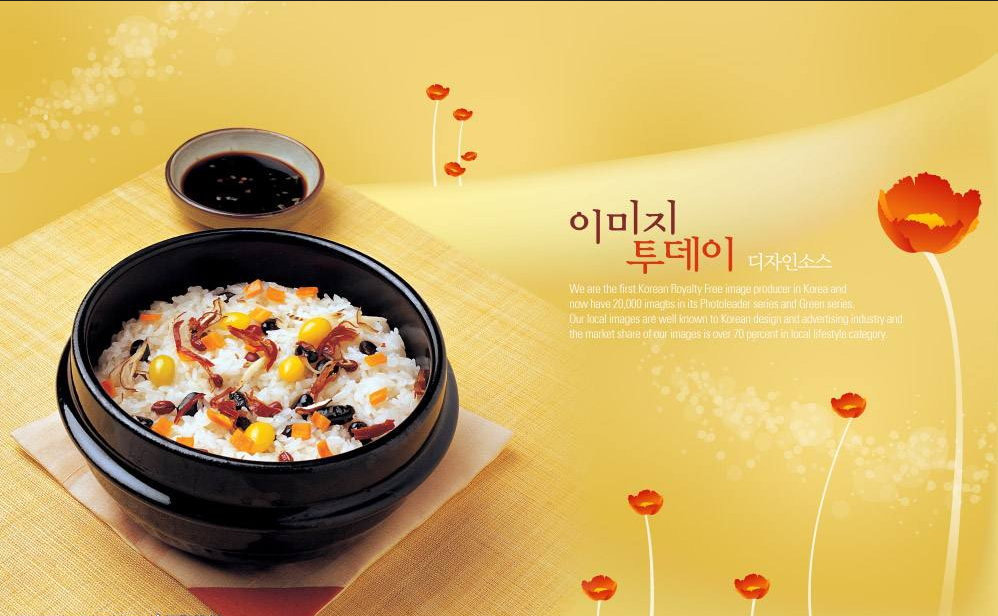 이미지
투데이 디자인소스
We are the first Korean Royalty Free image producer in Korea and
now have 20,000 images in its Photoleader series and Green series.
Our local images are well known to Korean design and advertising industry and
the market share of our images is over 70 percent in local lifestyle category.